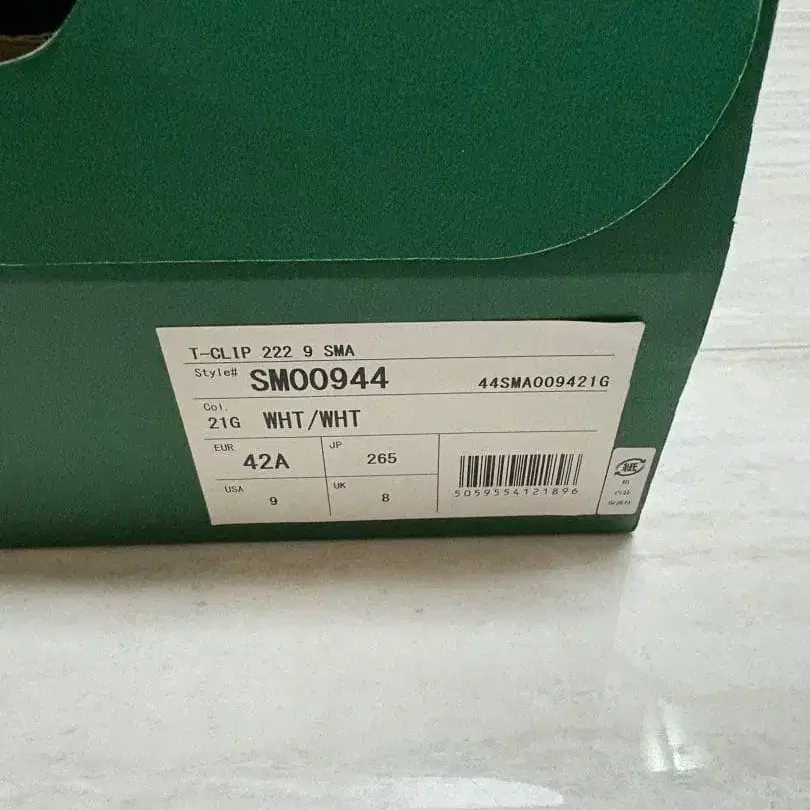 T-CLIP 222 9 SMA
Style# SM00944 44SMA009421G
Col.
21G WHT/WHT
EUR 42A JP 265
USA 9 UK 8
5059554121896
紙